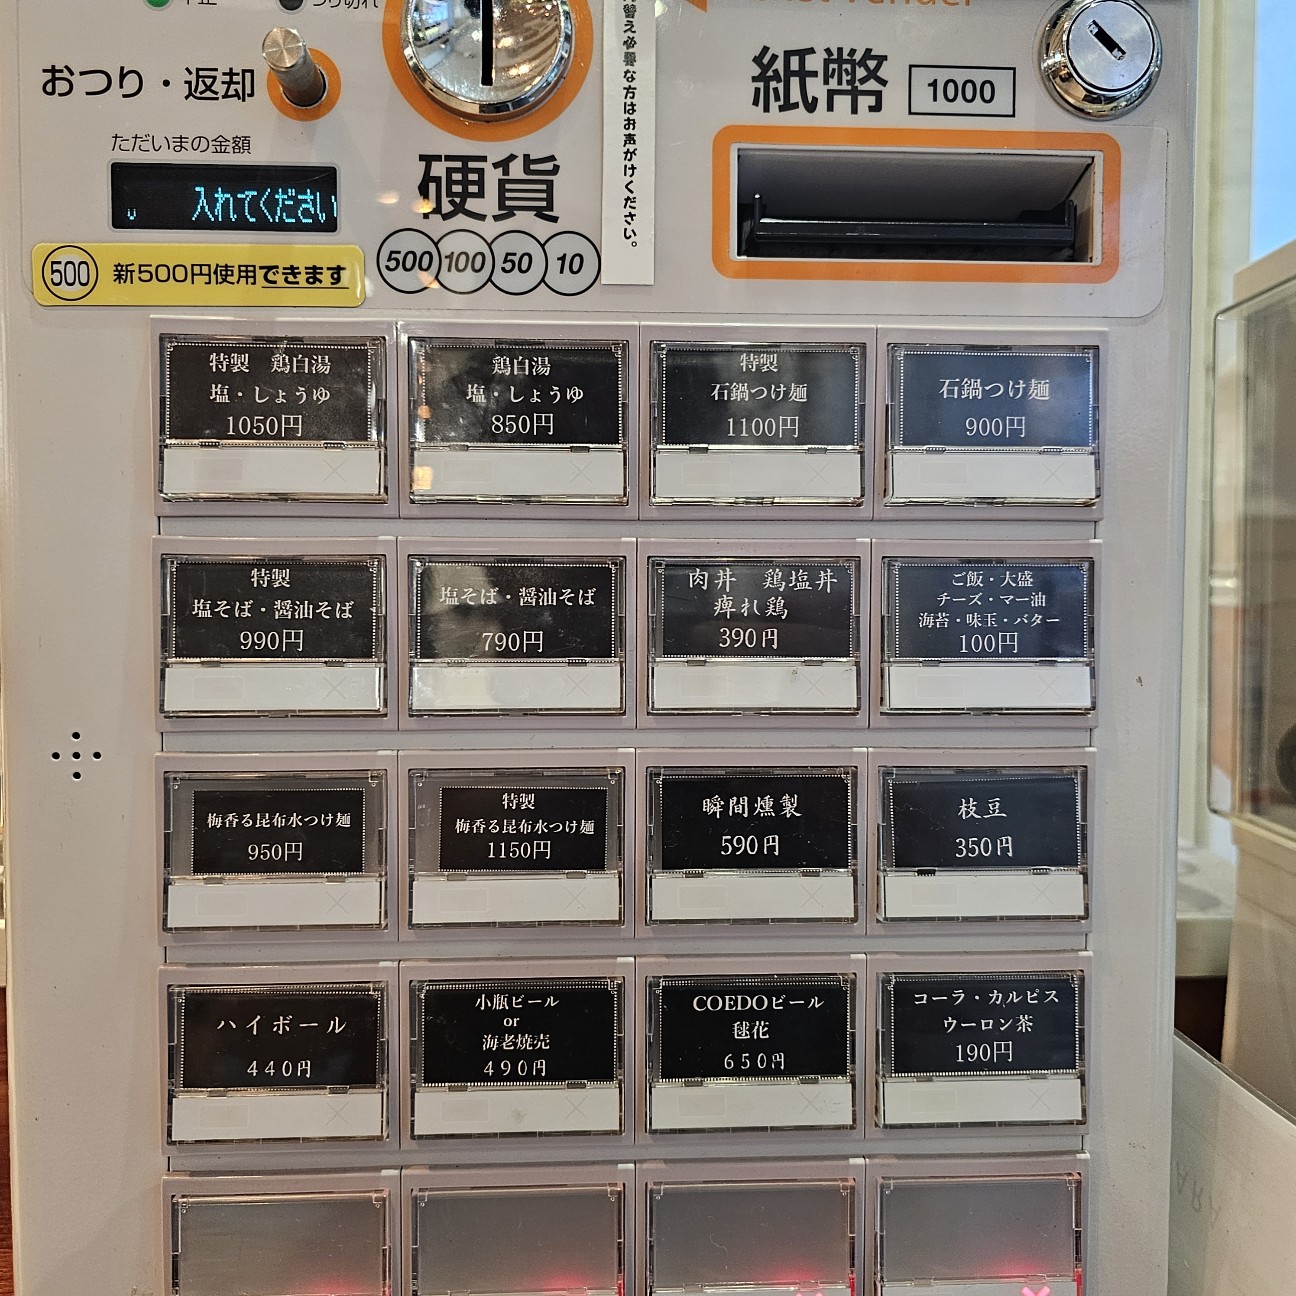 つり切れ
おつり・返却
ただいまの金額
入れてください
500 新500円使用できます
硬貨
500 100 50 10
替え必要な方はお声がけください。
紙幣 1000
特製 鶏白湯
塩・しょうゆ
1050円
鶏白湯
塩・しょうゆ
850円
特製
石鍋つけ麺
1100円
石鍋つけ麺
900円
特製
塩そば・醤油そば
990円
塩そば・醤油そば
790円
肉丼 鶏塩丼
痺れ鶏
390円
ご飯・大盛
チーズ・マー油
海苔・味玉・バター
100円
梅香る昆布水つけ麺
950円
特製
梅香る昆布水つけ麺
1150円
瞬間燻製
590円
枝豆
350円
ハイボール
440円
小瓶ビール
or
海老焼売
490円
COEDOビール
毬花
650円
コーラ・カルピス
ウーロン茶
190円